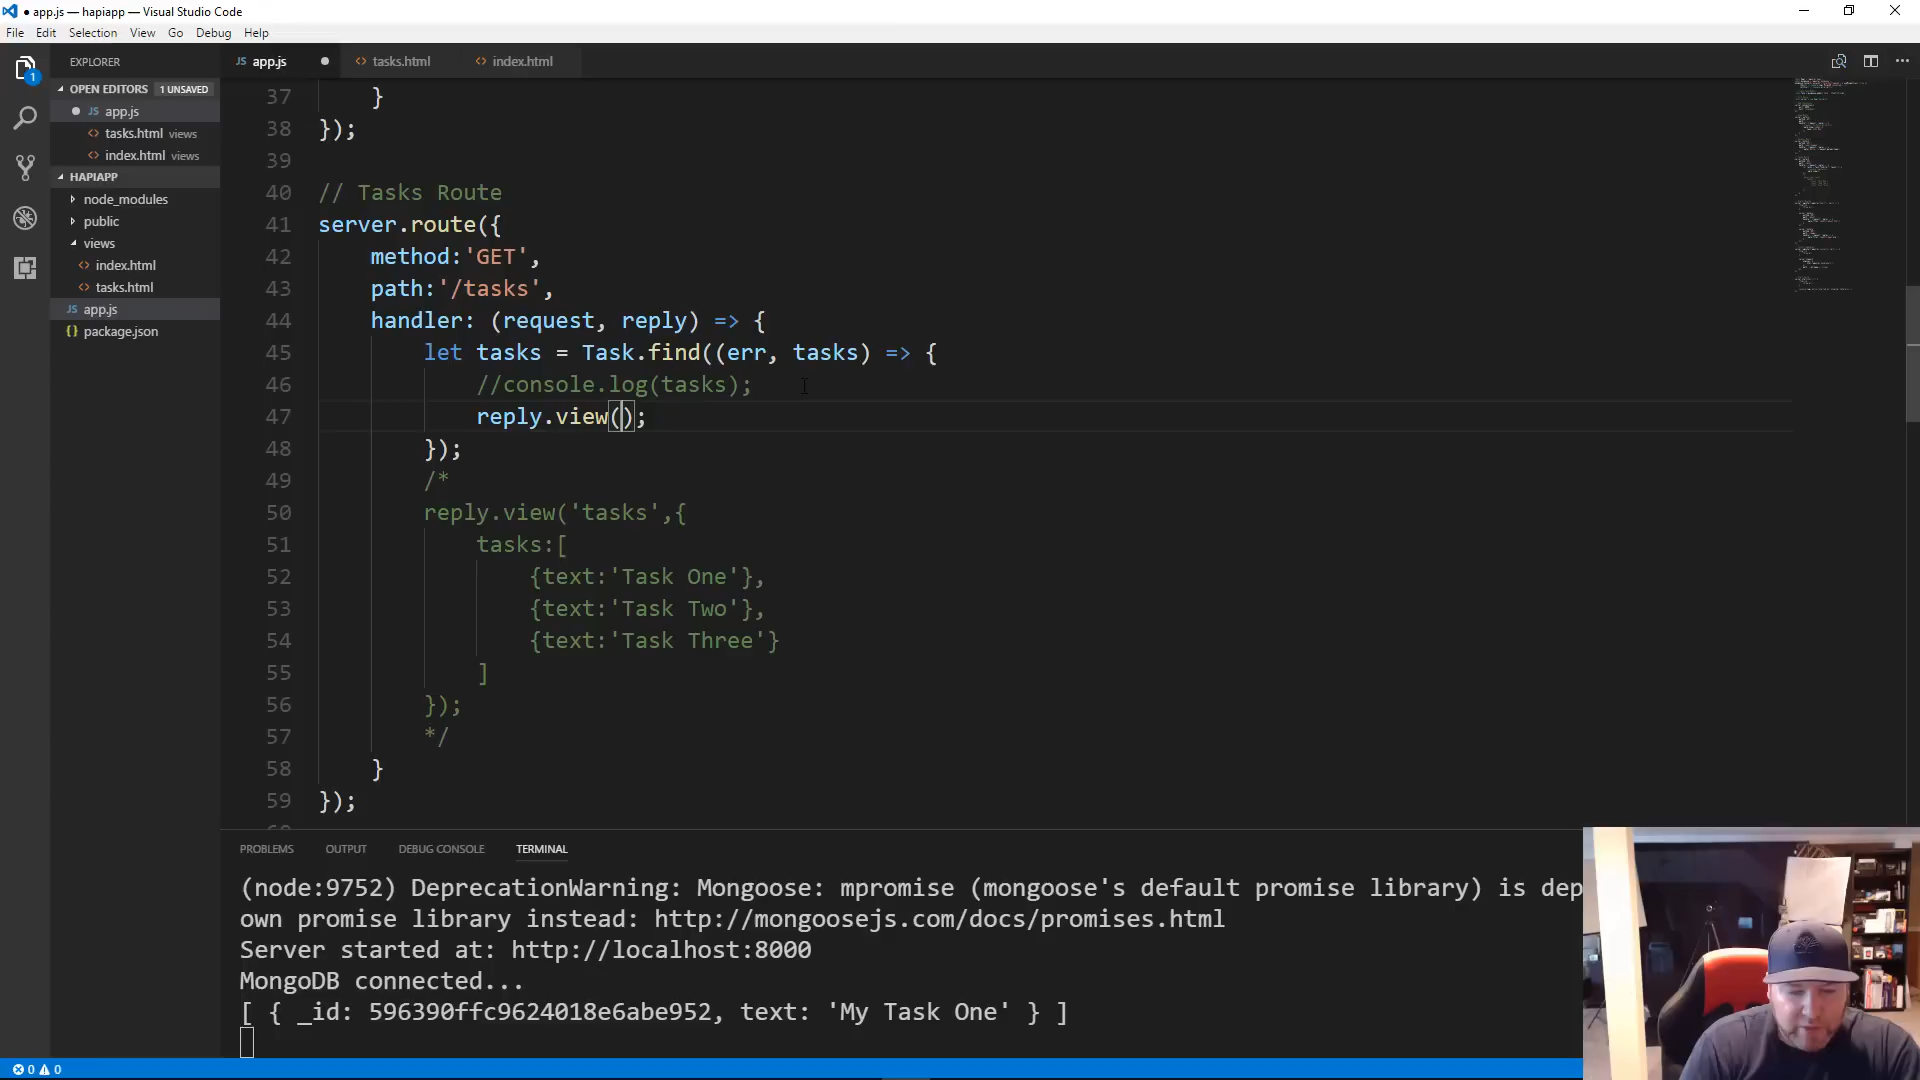 ● app.js — hapiapp — Visual Studio Code
File Edit Selection View Go Debug Help
EXPLORER
OPEN EDITORS 1 UNSAVED
JS app.js
<> tasks.html views
<> index.html views
HAPIAPP
node_modules
public
views
<> index.html
<> tasks.html
JS app.js
{} package.json
1
JS app.js ● <> tasks.html <> index.html
37 }
38 });
39
40 // Tasks Route
41 server.route({
42 method:'GET',
43 path:'/tasks',
44 handler: (request, reply) => {
45 let tasks = Task.find((err, tasks) => {
46 //console.log(tasks);
47 reply.view();
48 });
49 /*
50 reply.view('tasks',{
51 tasks:[
52 {text:'Task One'},
53 {text:'Task Two'},
54 {text:'Task Three'}
55 ]
56 });
57 */
58 }
59 });
PROBLEMS OUTPUT DEBUG CONSOLE TERMINAL
(node:9752) DeprecationWarning: Mongoose: mpromise (mongoose's default promise library) is dep
own promise library instead: http://mongoosejs.com/docs/promises.html
Server started at: http://localhost:8000
MongoDB connected...
[ { _id: 596390ffc9624018e6abe952, text: 'My Task One' } ]
0 0